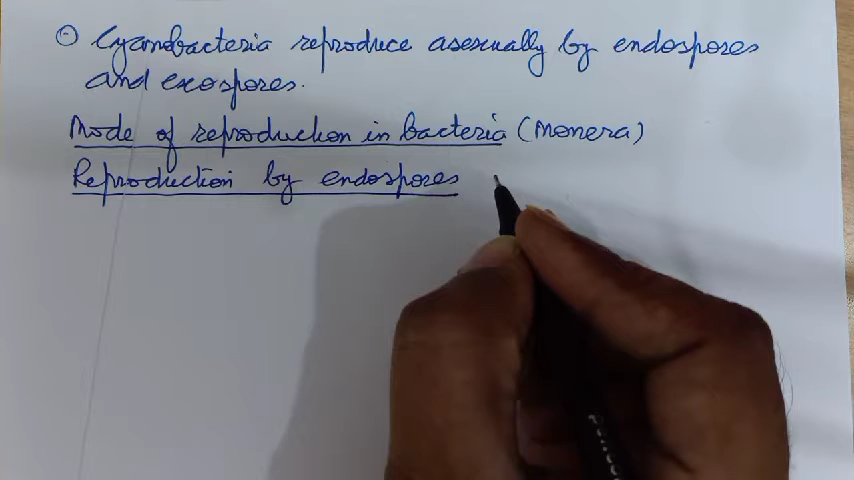 ⊙ Cyanobacteria reproduce asexually by endospores
and exospores.
Mode of reproduction in bacteria (Monera)
Reproduction by endospores